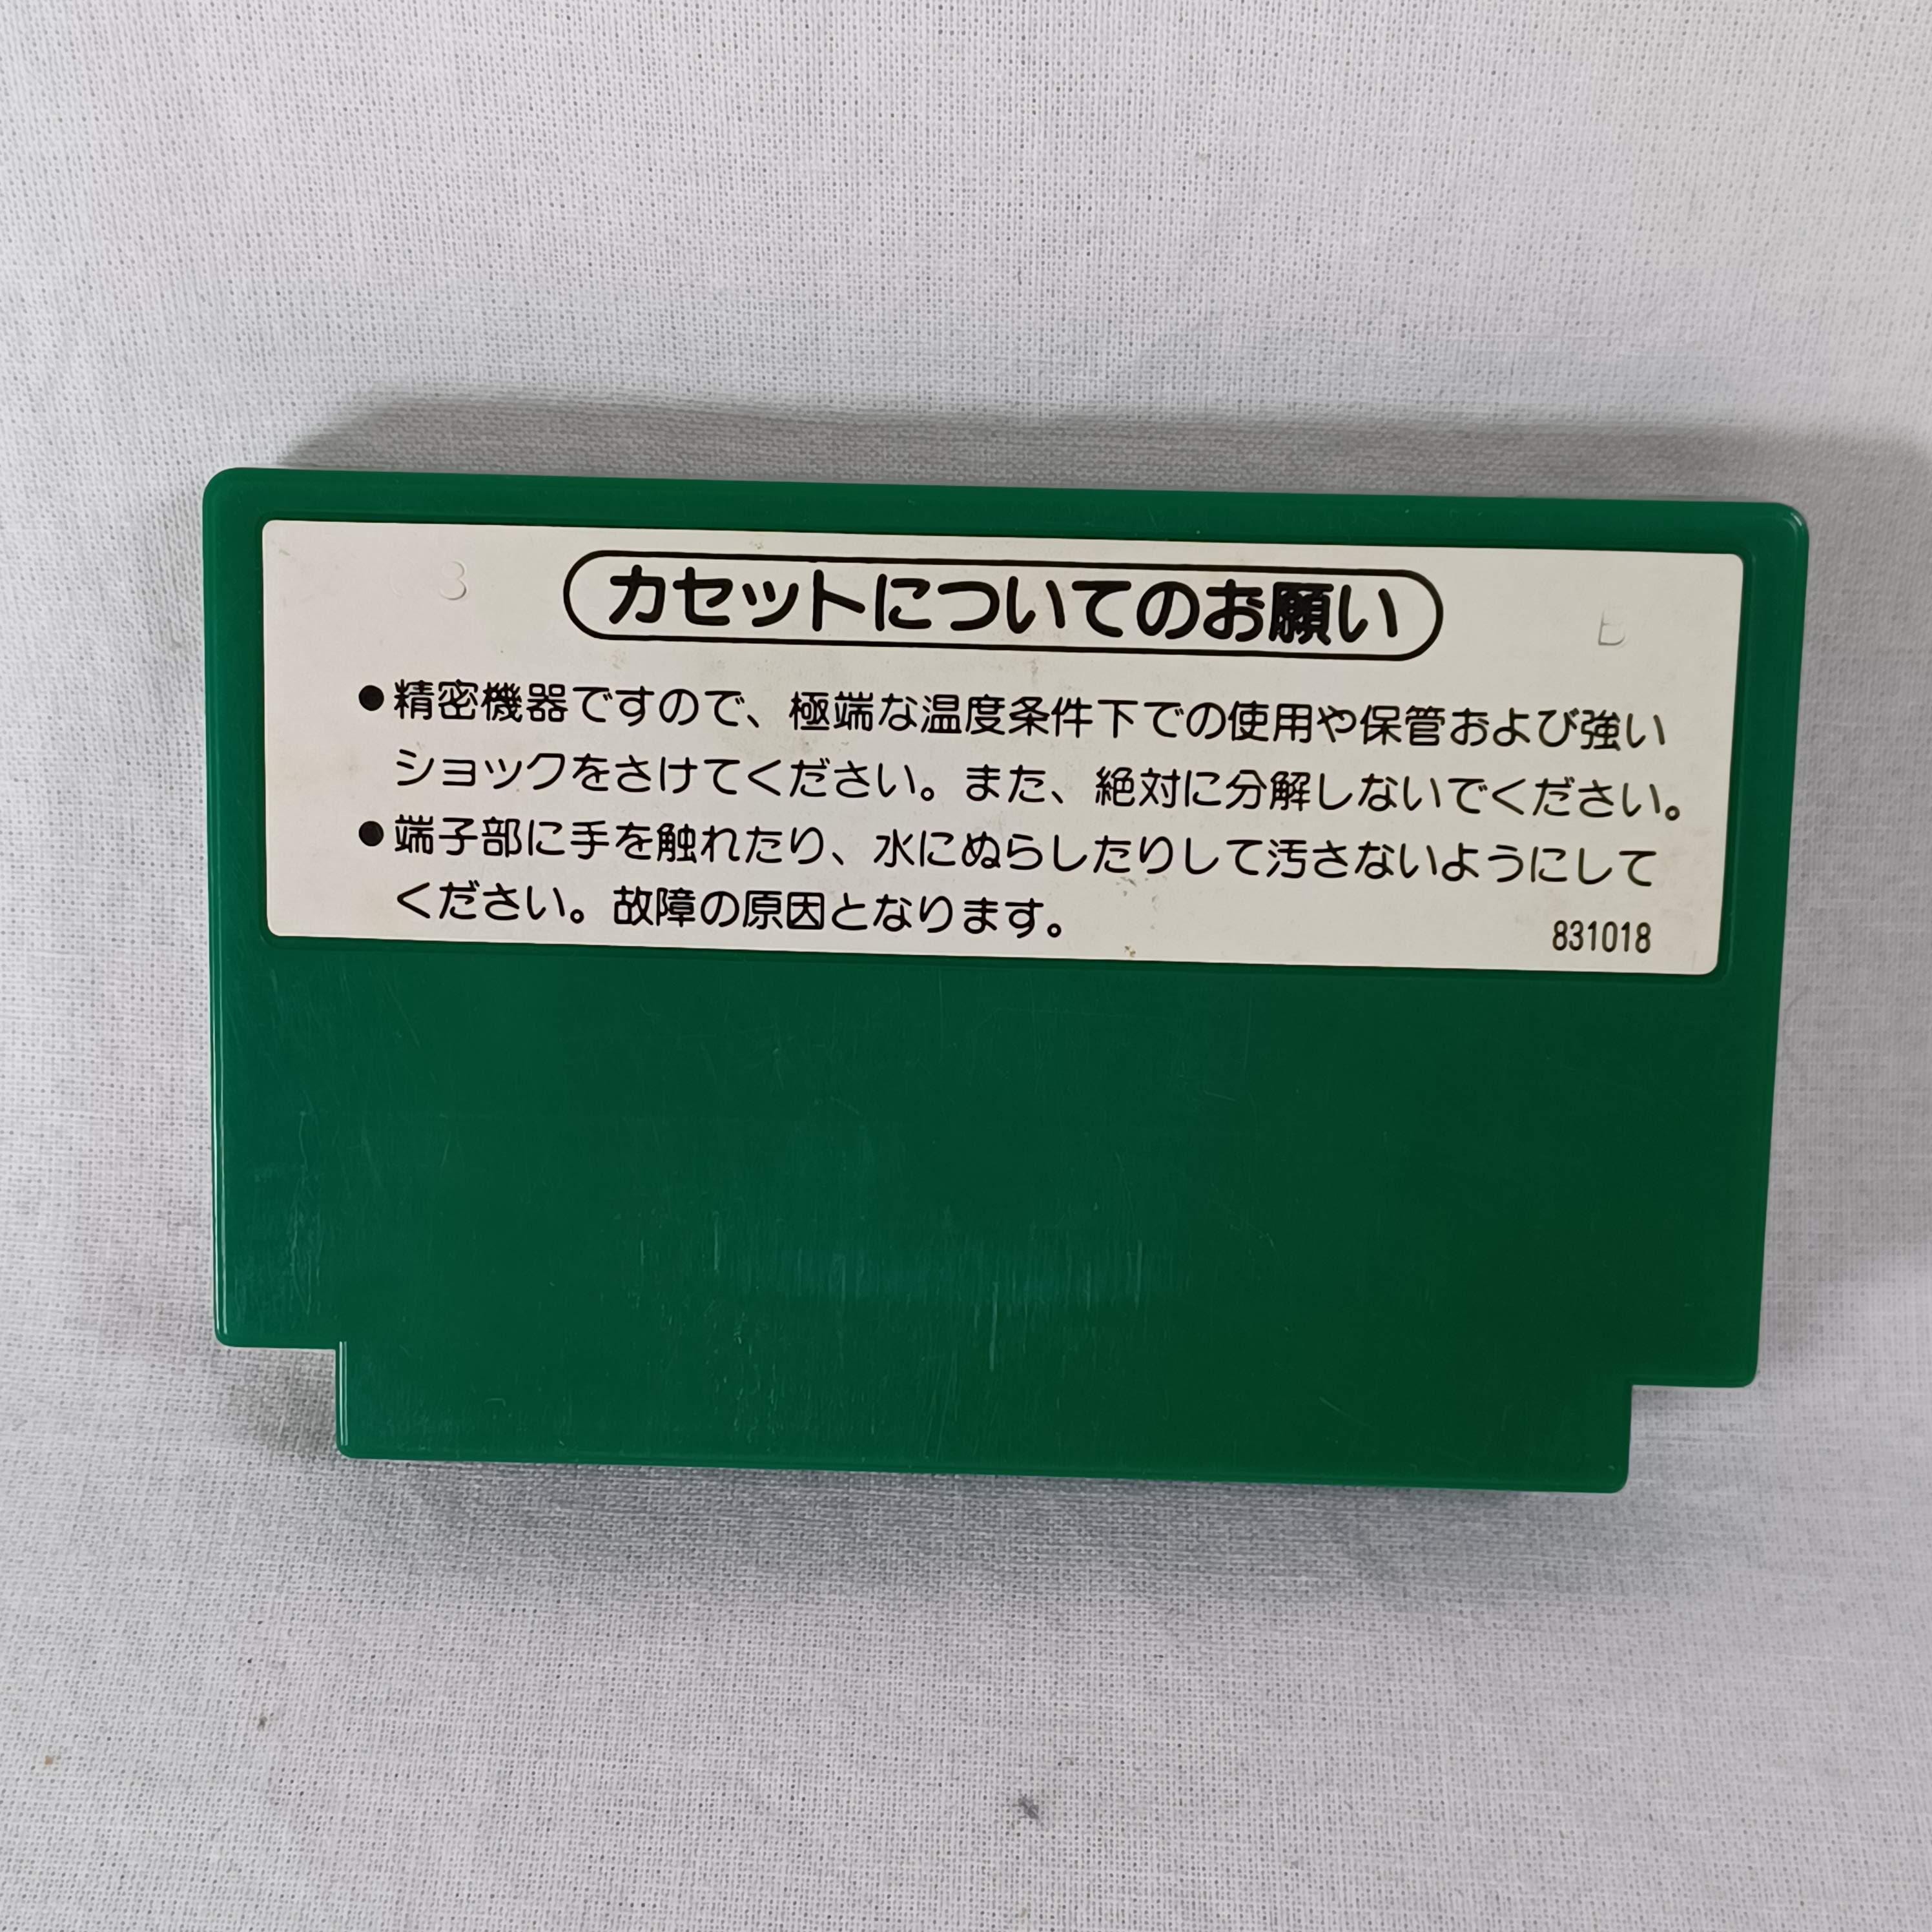 カセットについてのお願い
●精密機器ですので、極端な温度条件下での使用や保管および強い
ショックをさけてください。また、絶対に分解しないでください。
●端子部に手を触れたり、水にぬらしたりして汚さないようにして
ください。故障の原因となります。
831018